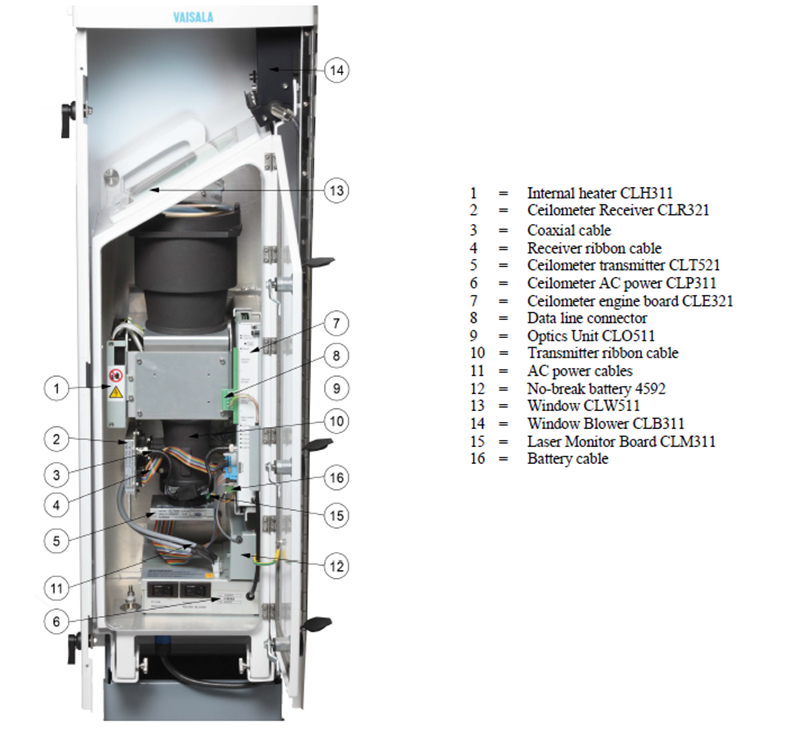 VAISALA
14
13
7
8
1
9
10
2
3
16
4
15
5
12
11
6
1 = Internal heater CLH311
2 = Ceilometer Receiver CLR321
3 = Coaxial cable
4 = Receiver ribbon cable
5 = Ceilometer transmitter CLT521
6 = Ceilometer AC power CLP311
7 = Ceilometer engine board CLE321
8 = Data line connector
9 = Optics Unit CLO511
10 = Transmitter ribbon cable
11 = AC power cables
12 = No-break battery 4592
13 = Window CLW511
14 = Window Blower CLB311
15 = Laser Monitor Board CLM311
16 = Battery cable